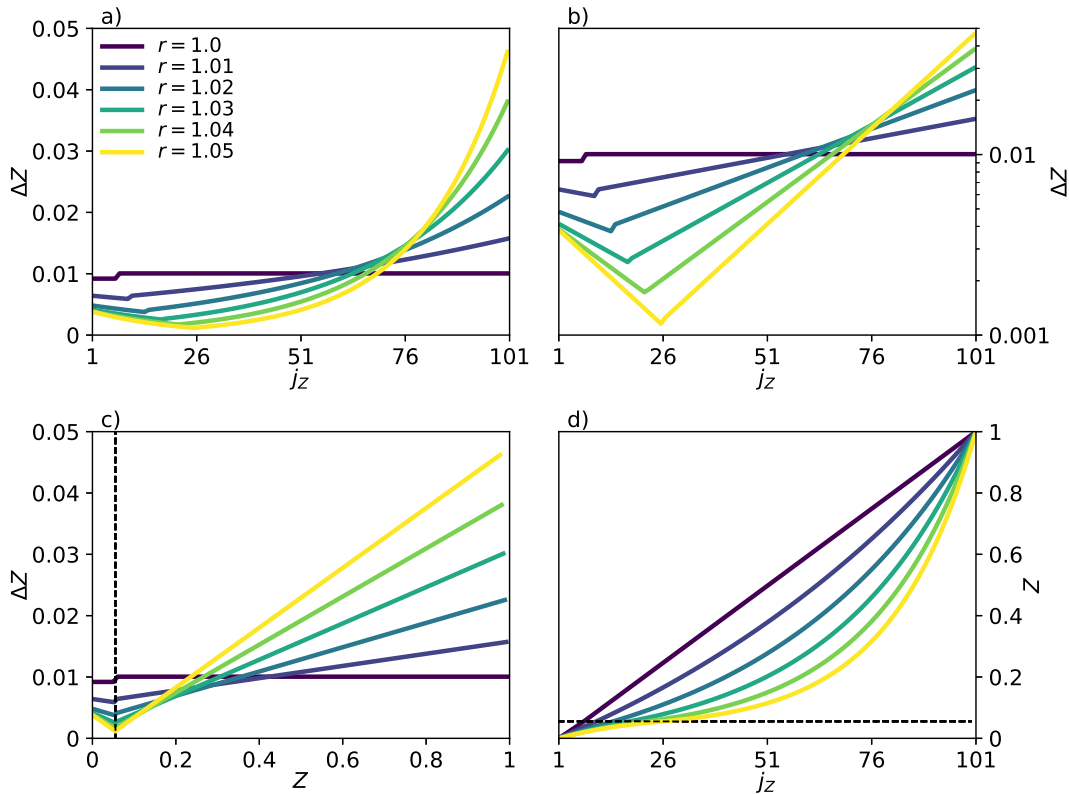 a)
0.05
0.04
0.03
0.02
0.01
0
ΔZ
r = 1.0
r = 1.01
r = 1.02
r = 1.03
r = 1.04
r = 1.05
1 26 51 76 101
j_Z
b)
0.01
0.001
ΔZ
1 26 51 76 101
j_Z
c)
0.05
0.04
0.03
0.02
0.01
0
ΔZ
0 0.2 0.4 0.6 0.8 1
Z
d)
1
0.8
0.6
0.4
0.2
0
Z
1 26 51 76 101
j_Z